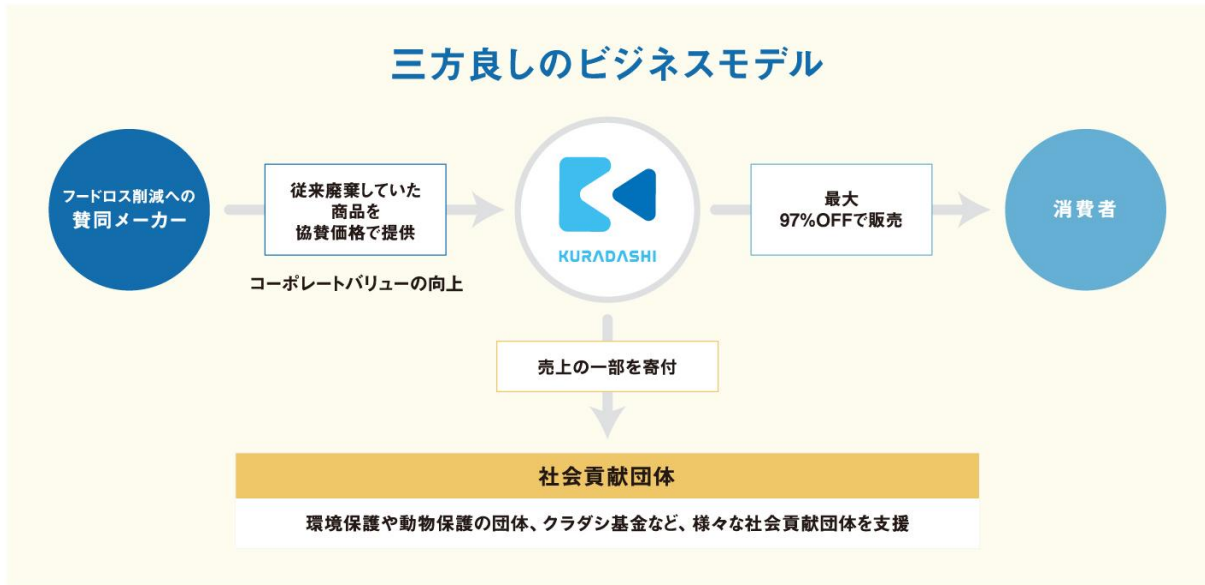 三方良しのビジネスモデル
フードロス削減への
賛同メーカー
従来廃棄していた
商品を
協賛価格で提供
コーポレートバリューの向上
KURADASHI
最大
97%OFFで販売
消費者
売上の一部を寄付
社会貢献団体
環境保護や動物保護の団体、クラダシ基金など、様々な社会貢献団体を支援